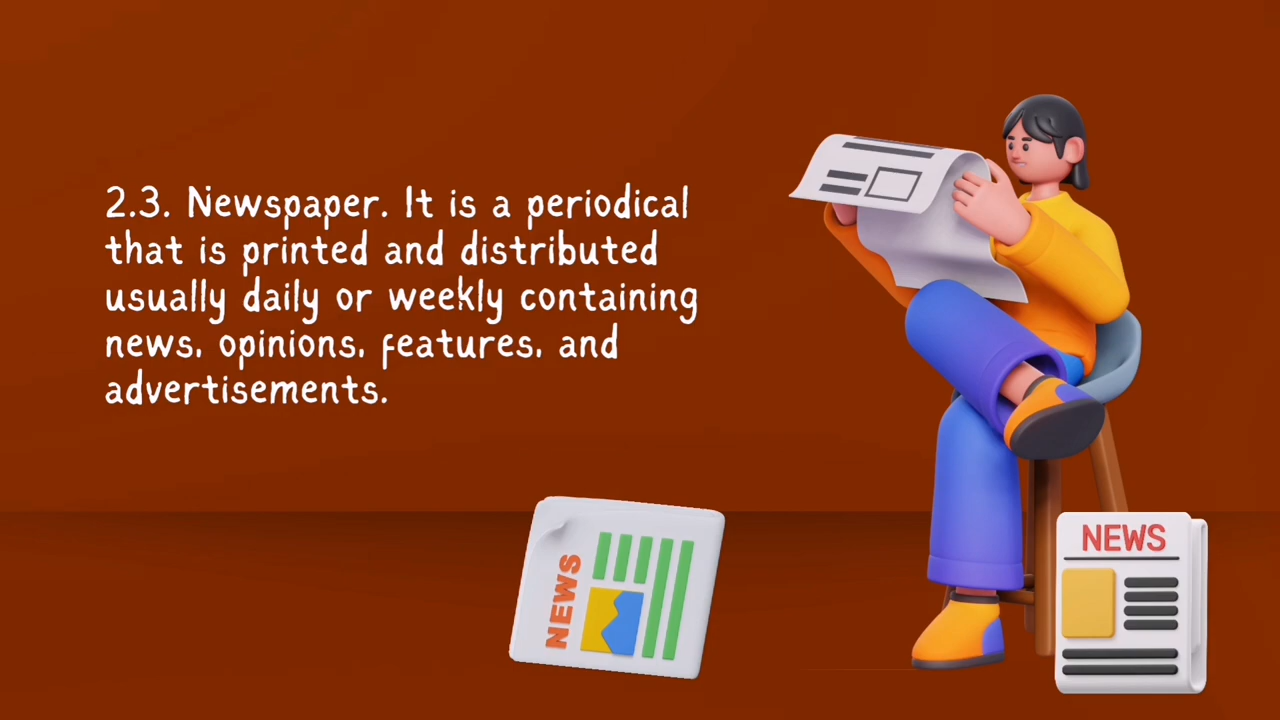 2.3. Newspaper. It is a periodical
that is printed and distributed
usually daily or weekly containing
news, opinions, features, and
advertisements.
NEWS
NEWS